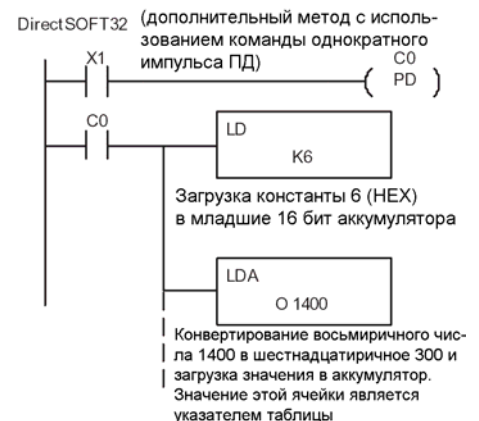 DirectSOFT32
(дополнительный метод с исполь-
зованием команды однократного
импульса ПД)
X1
C0
PD
C0
LD
K6
Загрузка константы 6 (HEX)
в младшие 16 бит аккумулятора
LDA
O 1400
Конвертирование восьмиричного чис-
ла 1400 в шестнадцатиричное 300 и
загрузка значения в аккумулятор.
Значение этой ячейки является
указателем таблицы